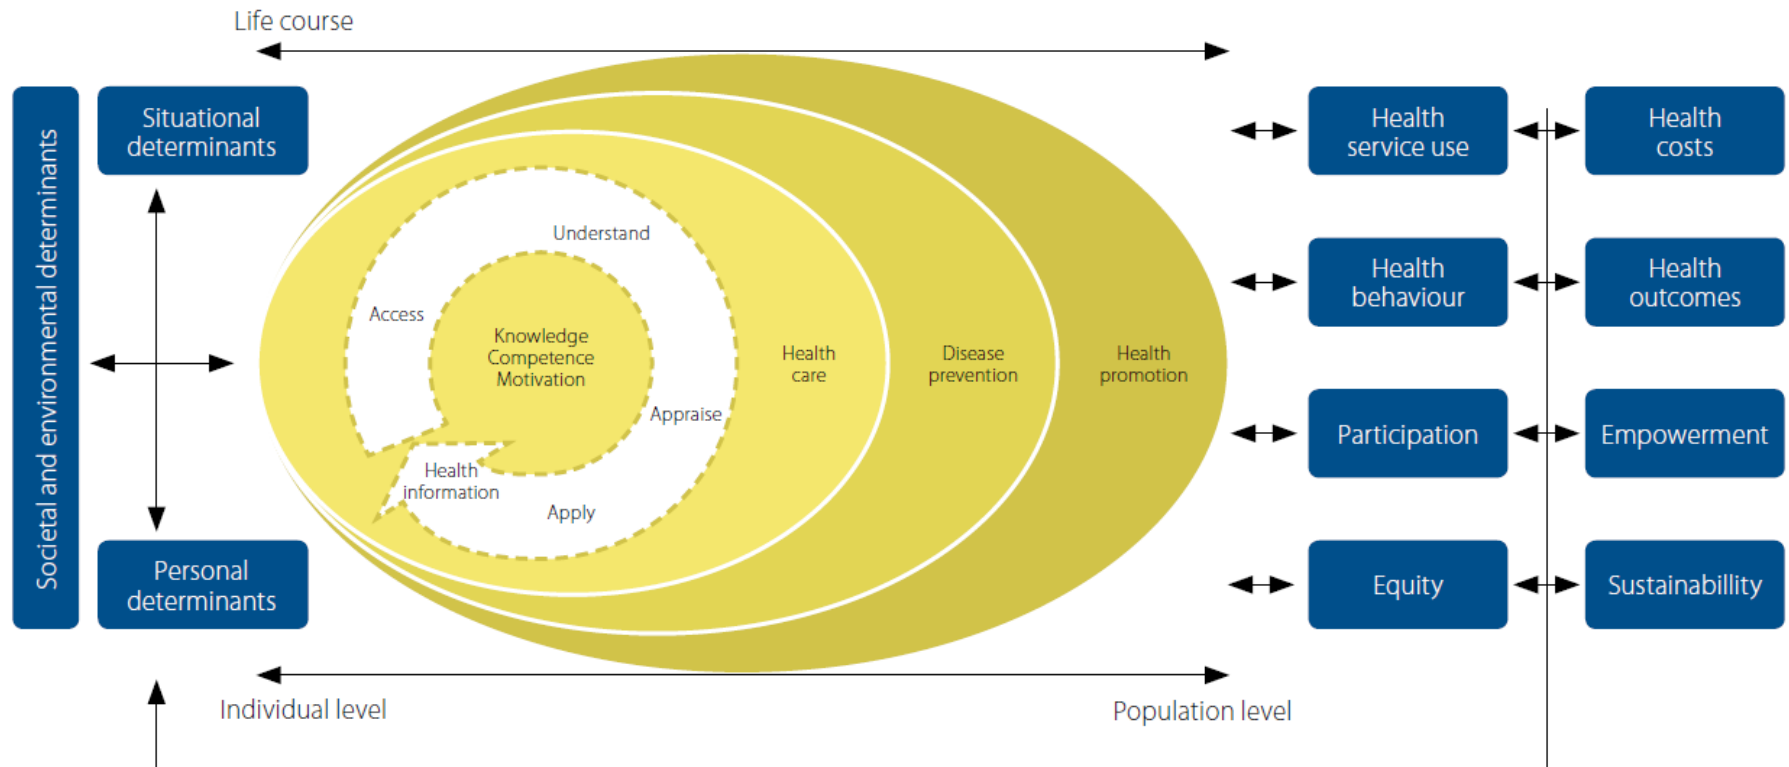 Life course
Societal and environmental determinants
Situational
determinants
Personal
determinants
Understand
Access
Knowledge
Competence
Motivation
Appraise
Health
information
Apply
Health
care
Disease
prevention
Health
promotion
Health
service use
Health
costs
Health
behaviour
Health
outcomes
Participation
Empowerment
Equity
Sustainabillity
Individual level
Population level